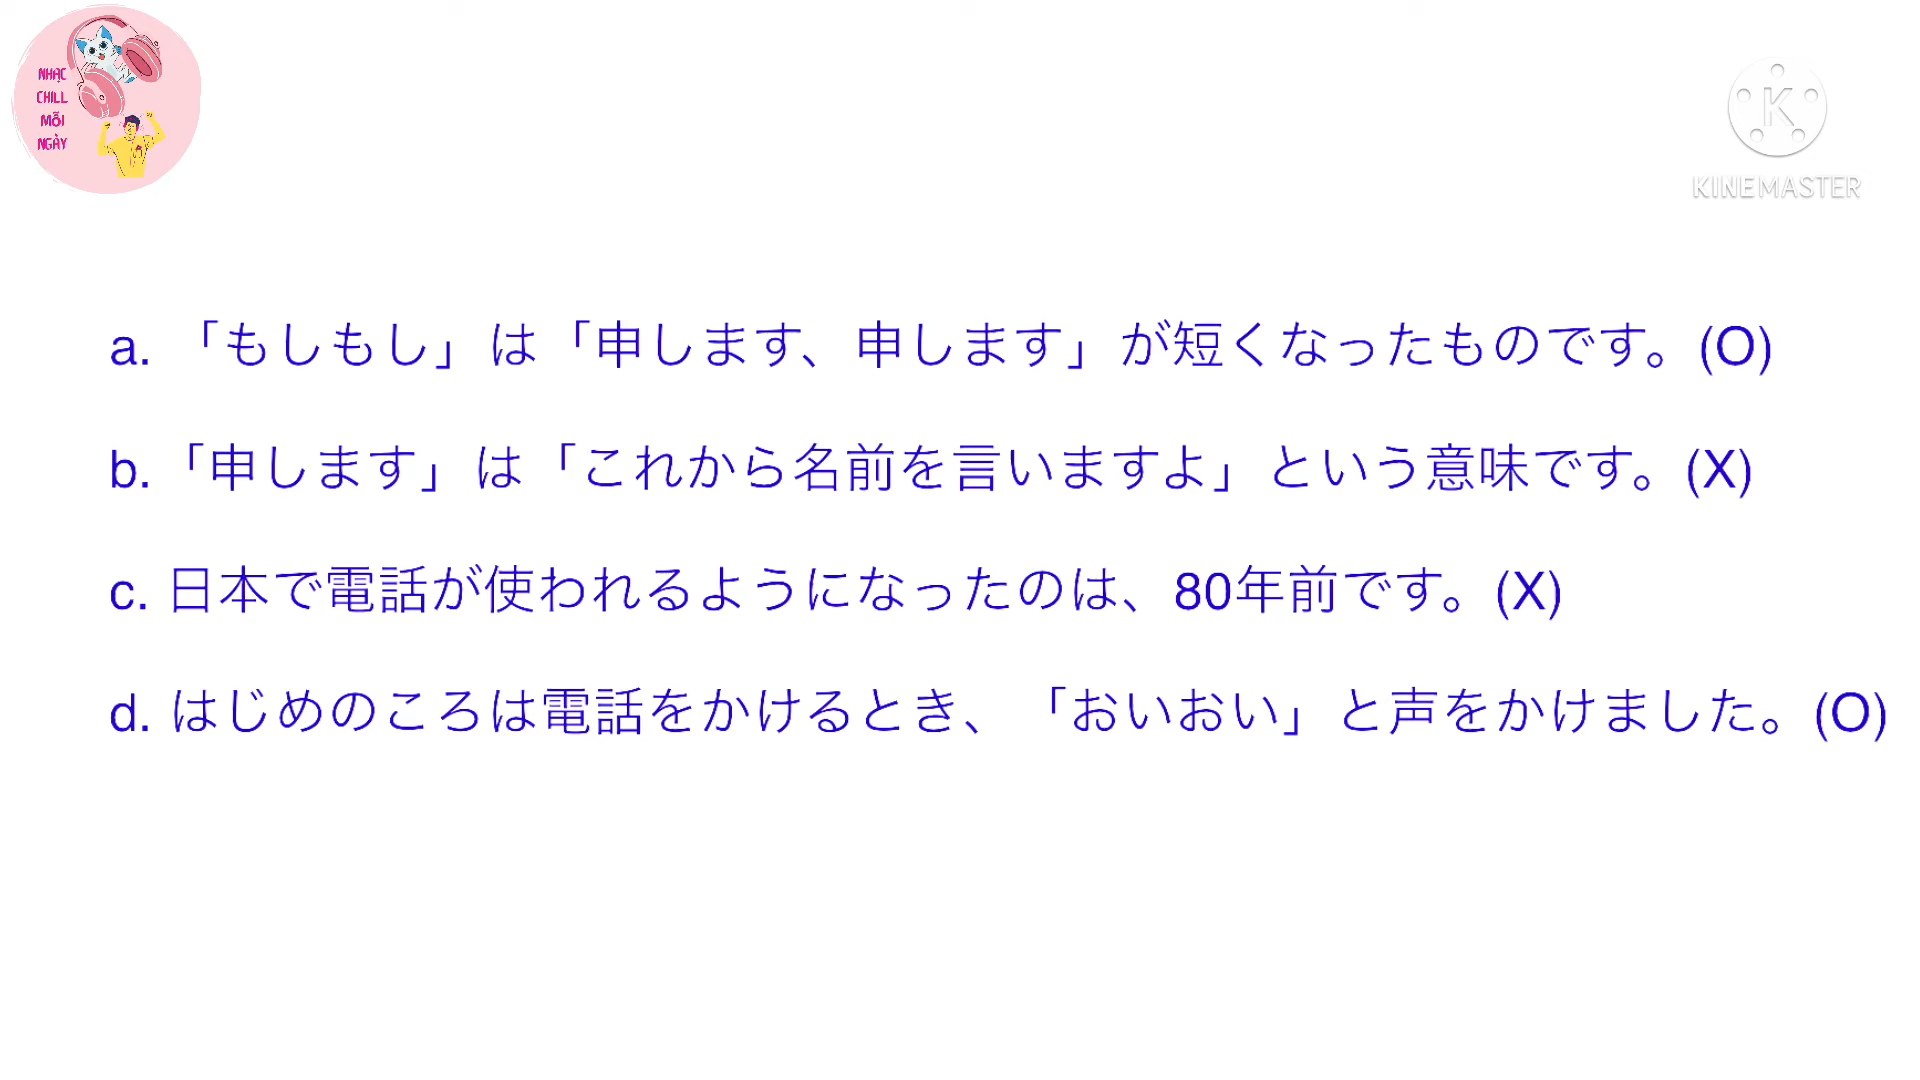 NHẠC
CHILL
MỖI
NGÀY
K
KINEMASTER
a. 「もしもし」は「申します、申します」が短くなったものです。(O)
b.「申します」は「これから名前を言いますよ」という意味です。(X)
c. 日本で電話が使われるようになったのは、80年前です。(X)
d. はじめのころは電話をかけるとき、「おいおい」と声をかけました。(O)